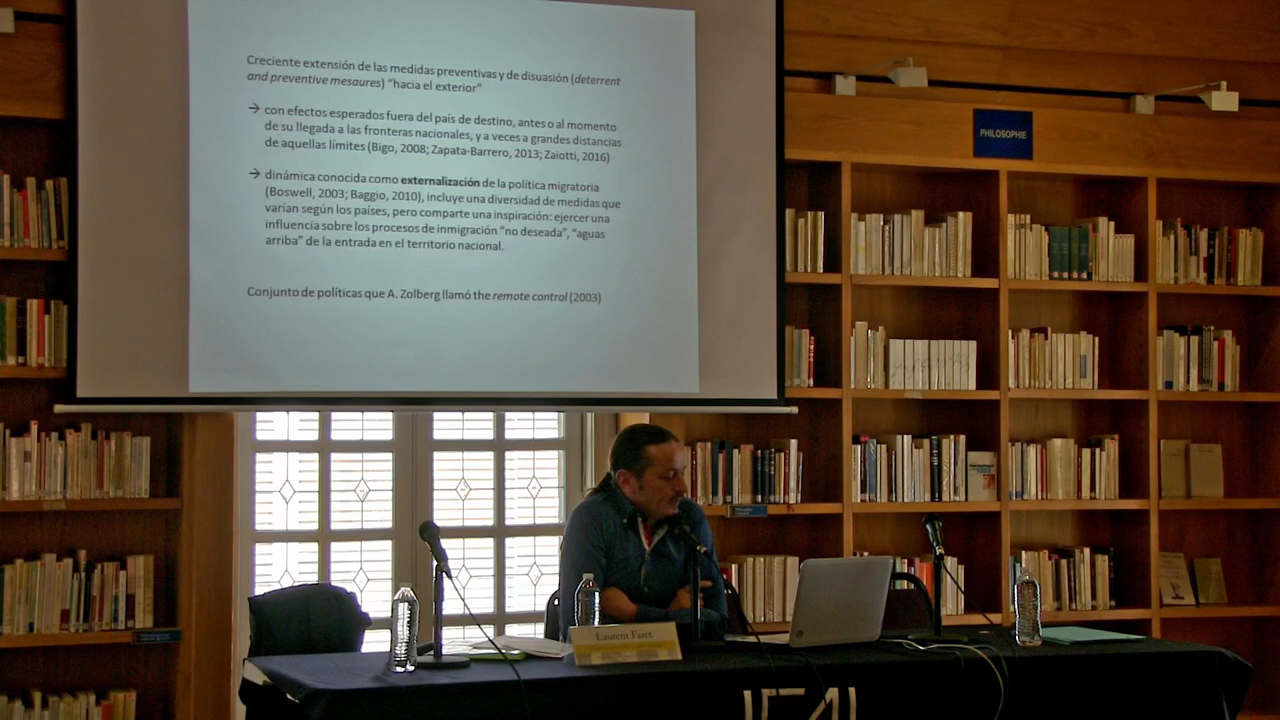 Creciente extensión de las medidas preventivas y de disuasión (deterrent
and preventive mesaures) “hacia el exterior”
→ con efectos esperados fuera del país de destino, antes o al momento
de su llegada a las fronteras nacionales, y a veces a grandes distancias
de aquellas límites (Bigo, 2008; Zapata-Barrero, 2013; Zaiotti, 2016)
→ dinámica conocida como externalización de la política migratoria
(Boswell, 2003; Baggio, 2010), incluye una diversidad de medidas que
varían según los países, pero comparte una inspiración: ejercer una
influencia sobre los procesos de inmigración “no deseada”, “aguas
arriba” de la entrada en el territorio nacional.
Conjunto de políticas que A. Zolberg llamó the remote control (2003)
PHILOSOPHIE
Laurent Faret
IFAL